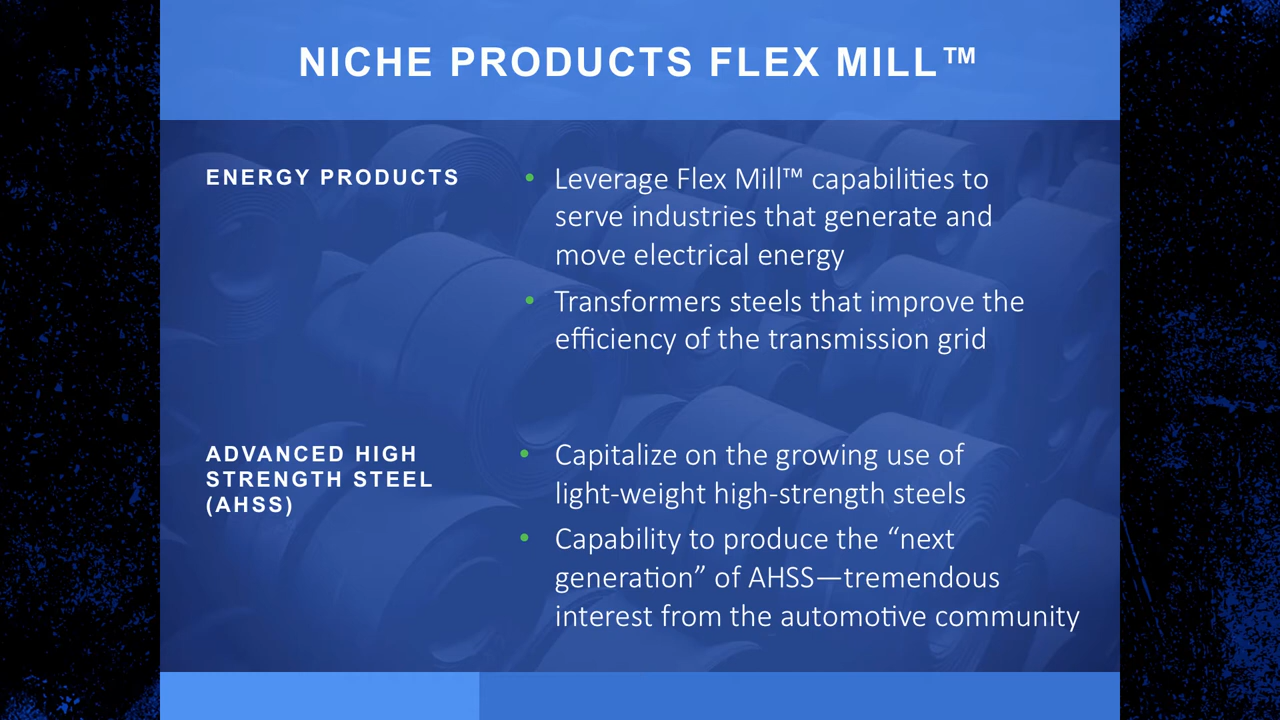 NICHE PRODUCTS FLEX MILL™
ENERGY PRODUCTS
• Leverage Flex Mill™ capabilities to
serve industries that generate and
move electrical energy
• Transformers steels that improve the
efficiency of the transmission grid
ADVANCED HIGH
STRENGTH STEEL
(AHSS)
• Capitalize on the growing use of
light-weight high-strength steels
• Capability to produce the “next
generation” of AHSS—tremendous
interest from the automotive community